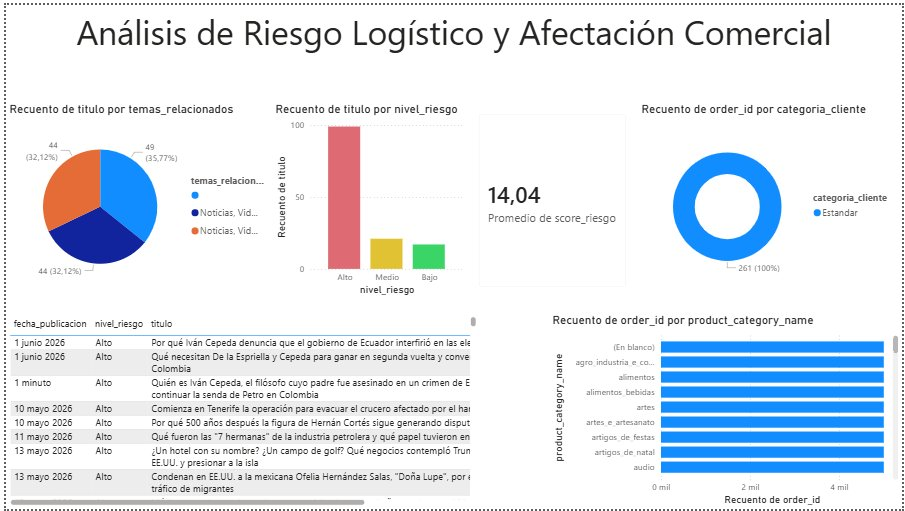 Análisis de Riesgo Logístico y Afectación Comercial
Recuento de titulo por temas_relacionados
44
(32,12%)
49
(35,77%)
44 (32,12%)
temas_relacion...
Noticias, Vid...
Noticias, Vid...
Recuento de titulo por nivel_riesgo
Recuento de titulo
100
50
0
Alto
Medio
Bajo
nivel_riesgo
14,04
Promedio de score_riesgo
Recuento de order_id por categoria_cliente
261 (100%)
categoria_cliente
Estandar
fecha_publicacion nivel_riesgo titulo
1 junio 2026 Alto Por qué Iván Cepeda denuncia que el gobierno de Ecuador interfirió en las ele
1 junio 2026 Alto Qué necesitan De la Espriella y Cepeda para ganar en segunda vuelta y conve
Colombia
1 minuto Alto Quién es Iván Cepeda, el filósofo cuyo padre fue asesinado en un crimen de E
continuar la senda de Petro en Colombia
10 mayo 2026 Alto Comienza en Tenerife la operación para evacuar el crucero afectado por el han
10 mayo 2026 Alto Por qué 500 años después la figura de Hernán Cortés sigue generando disput
11 mayo 2026 Alto Qué fueron las "7 hermanas" de la industria petrolera y qué papel tuvieron en
13 mayo 2026 Alto ¿Un hotel con su nombre? ¿Un campo de golf? Qué negocios contempló Trum
EE.UU. y presionar a la isla
13 mayo 2026 Alto Condenan en EE.UU. a la mexicana Ofelia Hernández Salas, "Doña Lupe", por e
tráfico de migrantes
Recuento de order_id por product_category_name
product_category_name
(En blanco)
agro_industria_e_co...
alimentos
alimentos_bebidas
artes
artes_e_artesanato
artigos_de_festas
artigos_de_natal
audio
0 mil
2 mil
4 mil
Recuento de order_id